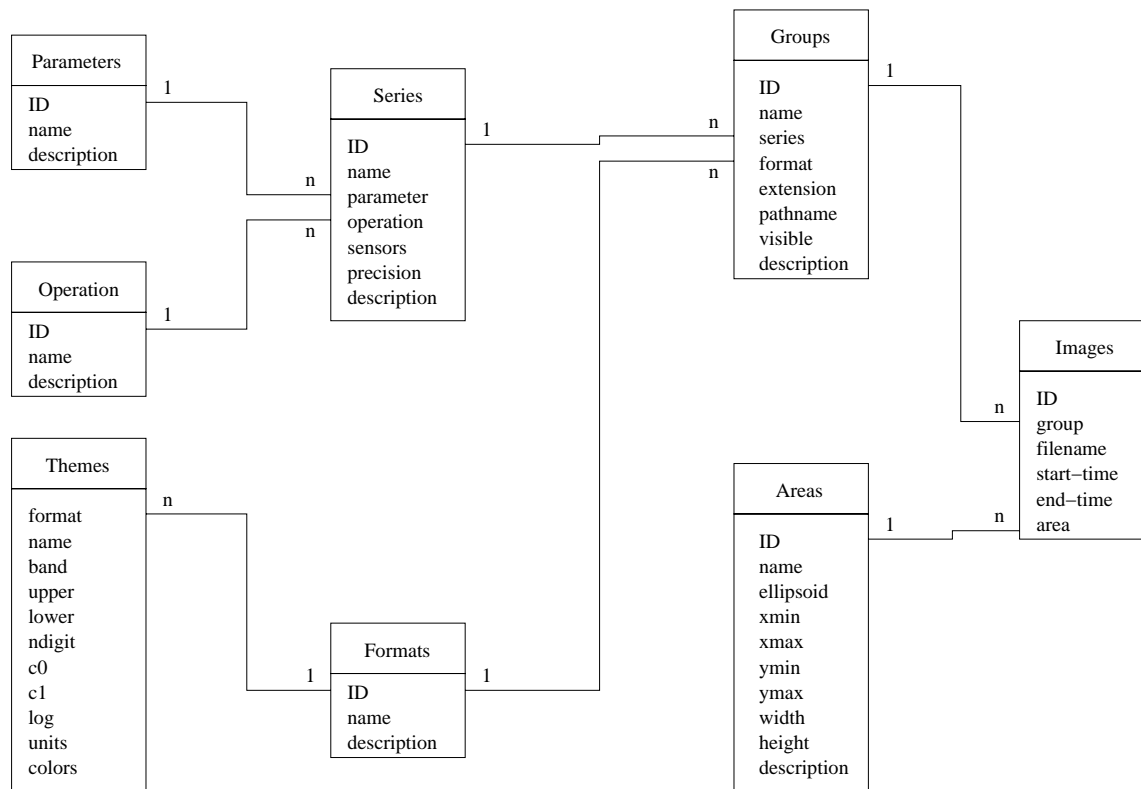 Parameters
ID
name
description
1
n
Operation
ID
name
description
1
n
Series
ID
name
parameter
operation
sensors
precision
description
1
n
Groups
ID
name
series
format
extension
pathname
visible
description
1
n
n
Images
ID
group
filename
start−time
end−time
area
n
Themes
format
name
band
upper
lower
ndigit
c0
c1
log
units
colors
n
1
Formats
ID
name
description
1
Areas
ID
name
ellipsoid
xmin
xmax
ymin
ymax
width
height
description
1